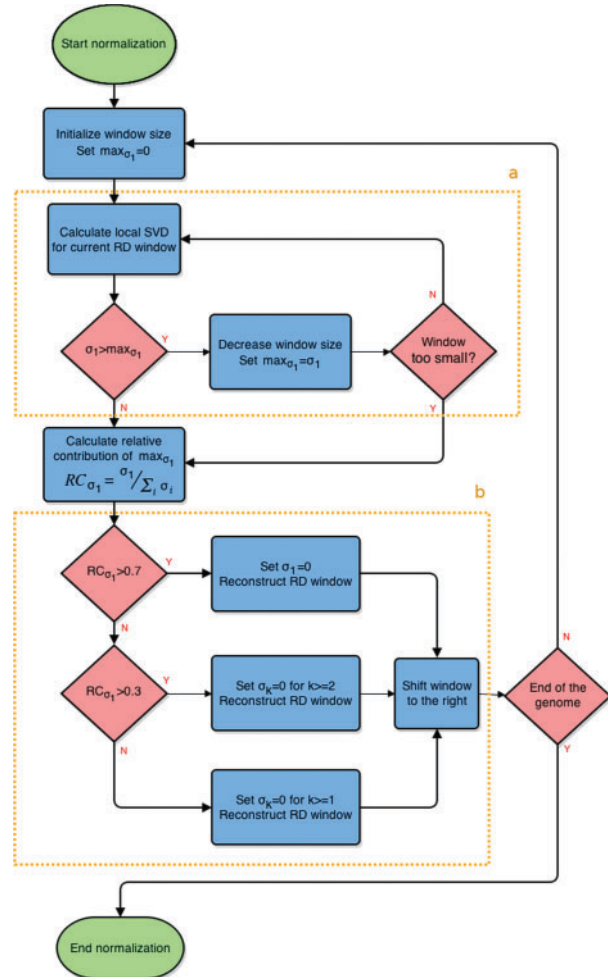 Start normalization
Initialize window size
Set max_σ₁=0
a
Calculate local SVD
for current RD window
N
σ₁>max_σ₁
Y
Decrease window size
Set max_σ₁=σ₁
Window
too small?
N
Y
Calculate relative
contribution of max_σ₁
RC_σ₁ = σ₁/∑ᵢ σᵢ
b
RC_σ₁>0.7
Y
Set σ₁=0
Reconstruct RD window
N
N
RC_σ₁>0.3
Y
Set σₖ=0 for k>=2
Reconstruct RD window
Shift window
to the right
End of the
genome
N
Y
Set σₖ=0 for k>=1
Reconstruct RD window
End normalization